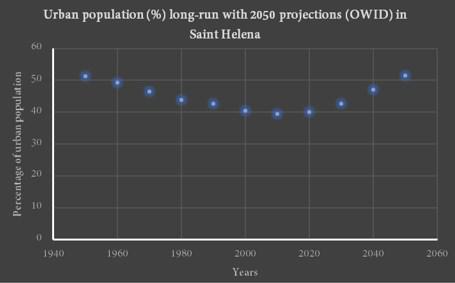 Urban population (%) long-run with 2050 projections (OWID) in
Saint Helena
60
50
40
30
20
10
0
Percentage of urban population
1940 1960 1980 2000 2020 2040 2060
Years